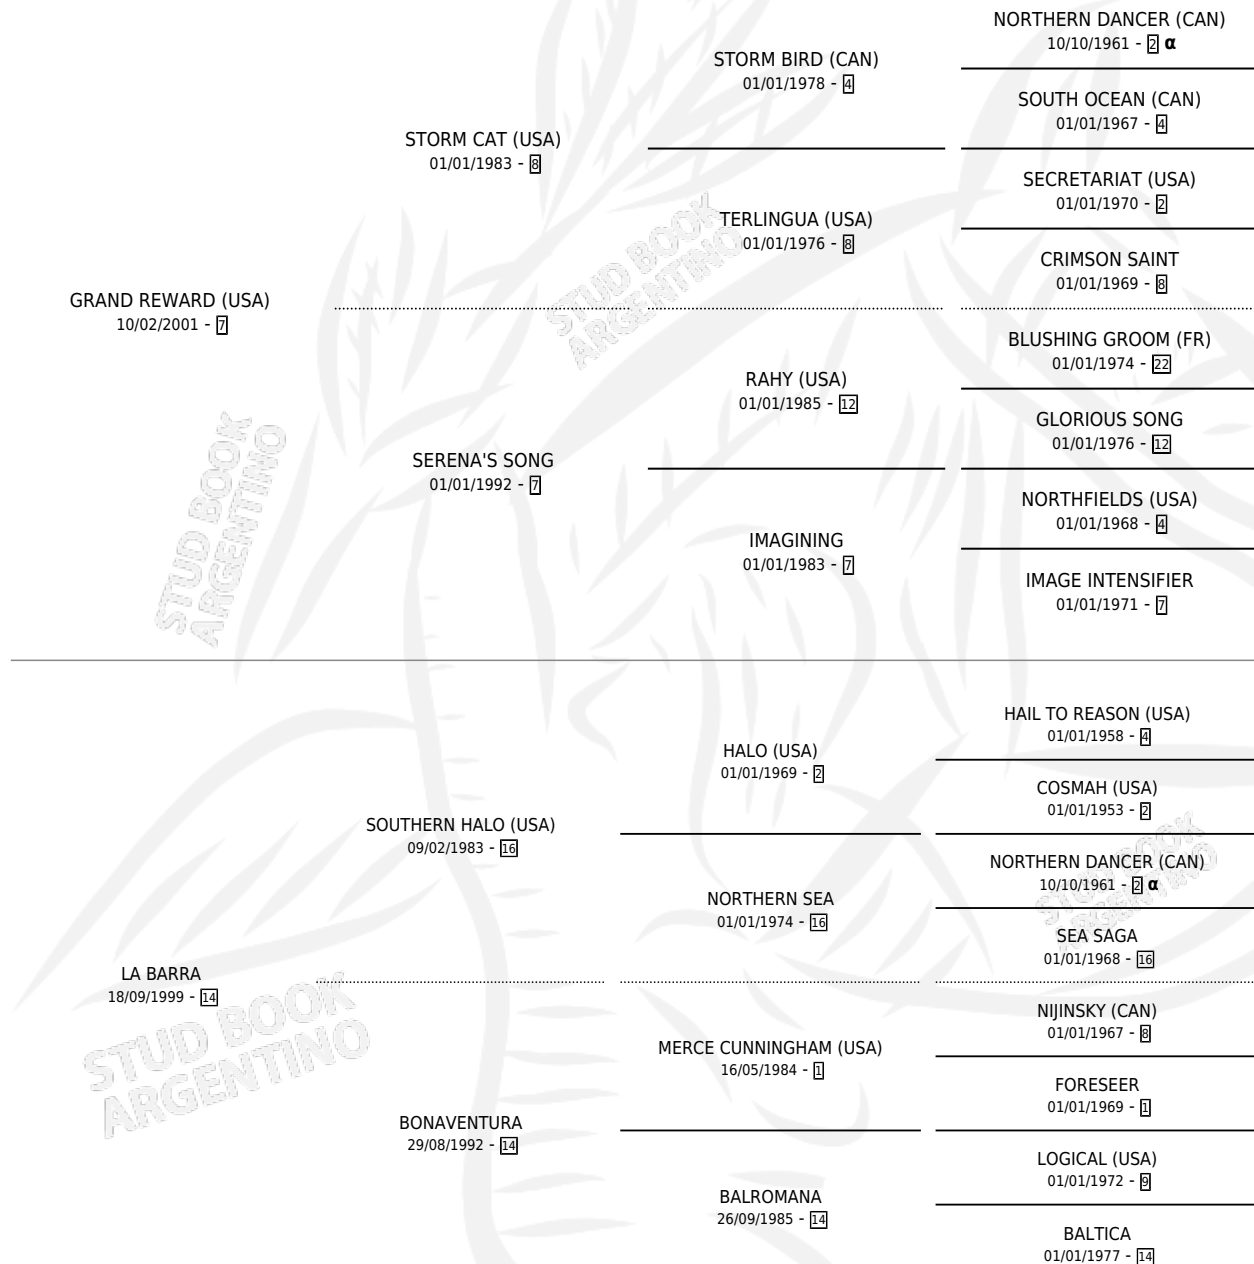 NORTHERN DANCER (CAN)
10/10/1961 - 2 α
STORM BIRD (CAN)
01/01/1978 - 4
SOUTH OCEAN (CAN)
01/01/1967 - 4
STORM CAT (USA)
01/01/1983 - 8
SECRETARIAT (USA)
01/01/1970 - 2
TERLINGUA (USA)
01/01/1976 - 8
CRIMSON SAINT
01/01/1969 - 8
GRAND REWARD (USA)
10/02/2001 - 7
BLUSHING GROOM (FR)
01/01/1974 - 22
RAHY (USA)
01/01/1985 - 12
GLORIOUS SONG
01/01/1976 - 12
SERENA'S SONG
01/01/1992 - 7
NORTHFIELDS (USA)
01/01/1968 - 4
IMAGINING
01/01/1983 - 7
IMAGE INTENSIFIER
01/01/1971 - 7
HAIL TO REASON (USA)
01/01/1958 - 4
HALO (USA)
01/01/1969 - 2
COSMAH (USA)
01/01/1953 - 2
SOUTHERN HALO (USA)
09/02/1983 - 16
NORTHERN DANCER (CAN)
10/10/1961 - 2 α
NORTHERN SEA
01/01/1974 - 16
SEA SAGA
01/01/1968 - 16
LA BARRA
18/09/1999 - 14
NIJINSKY (CAN)
01/01/1967 - 8
MERCE CUNNINGHAM (USA)
16/05/1984 - 1
FORESEER
01/01/1969 - 1
BONAVENTURA
29/08/1992 - 14
LOGICAL (USA)
01/01/1972 - 9
BALROMANA
26/09/1985 - 14
BALTICA
01/01/1977 - 14
STUD BOOK
ARGENTINO
STUD BOOK
ARGENTINO
STUD BOOK
ARGENTINO
STUD BOOK
ARGENTINO